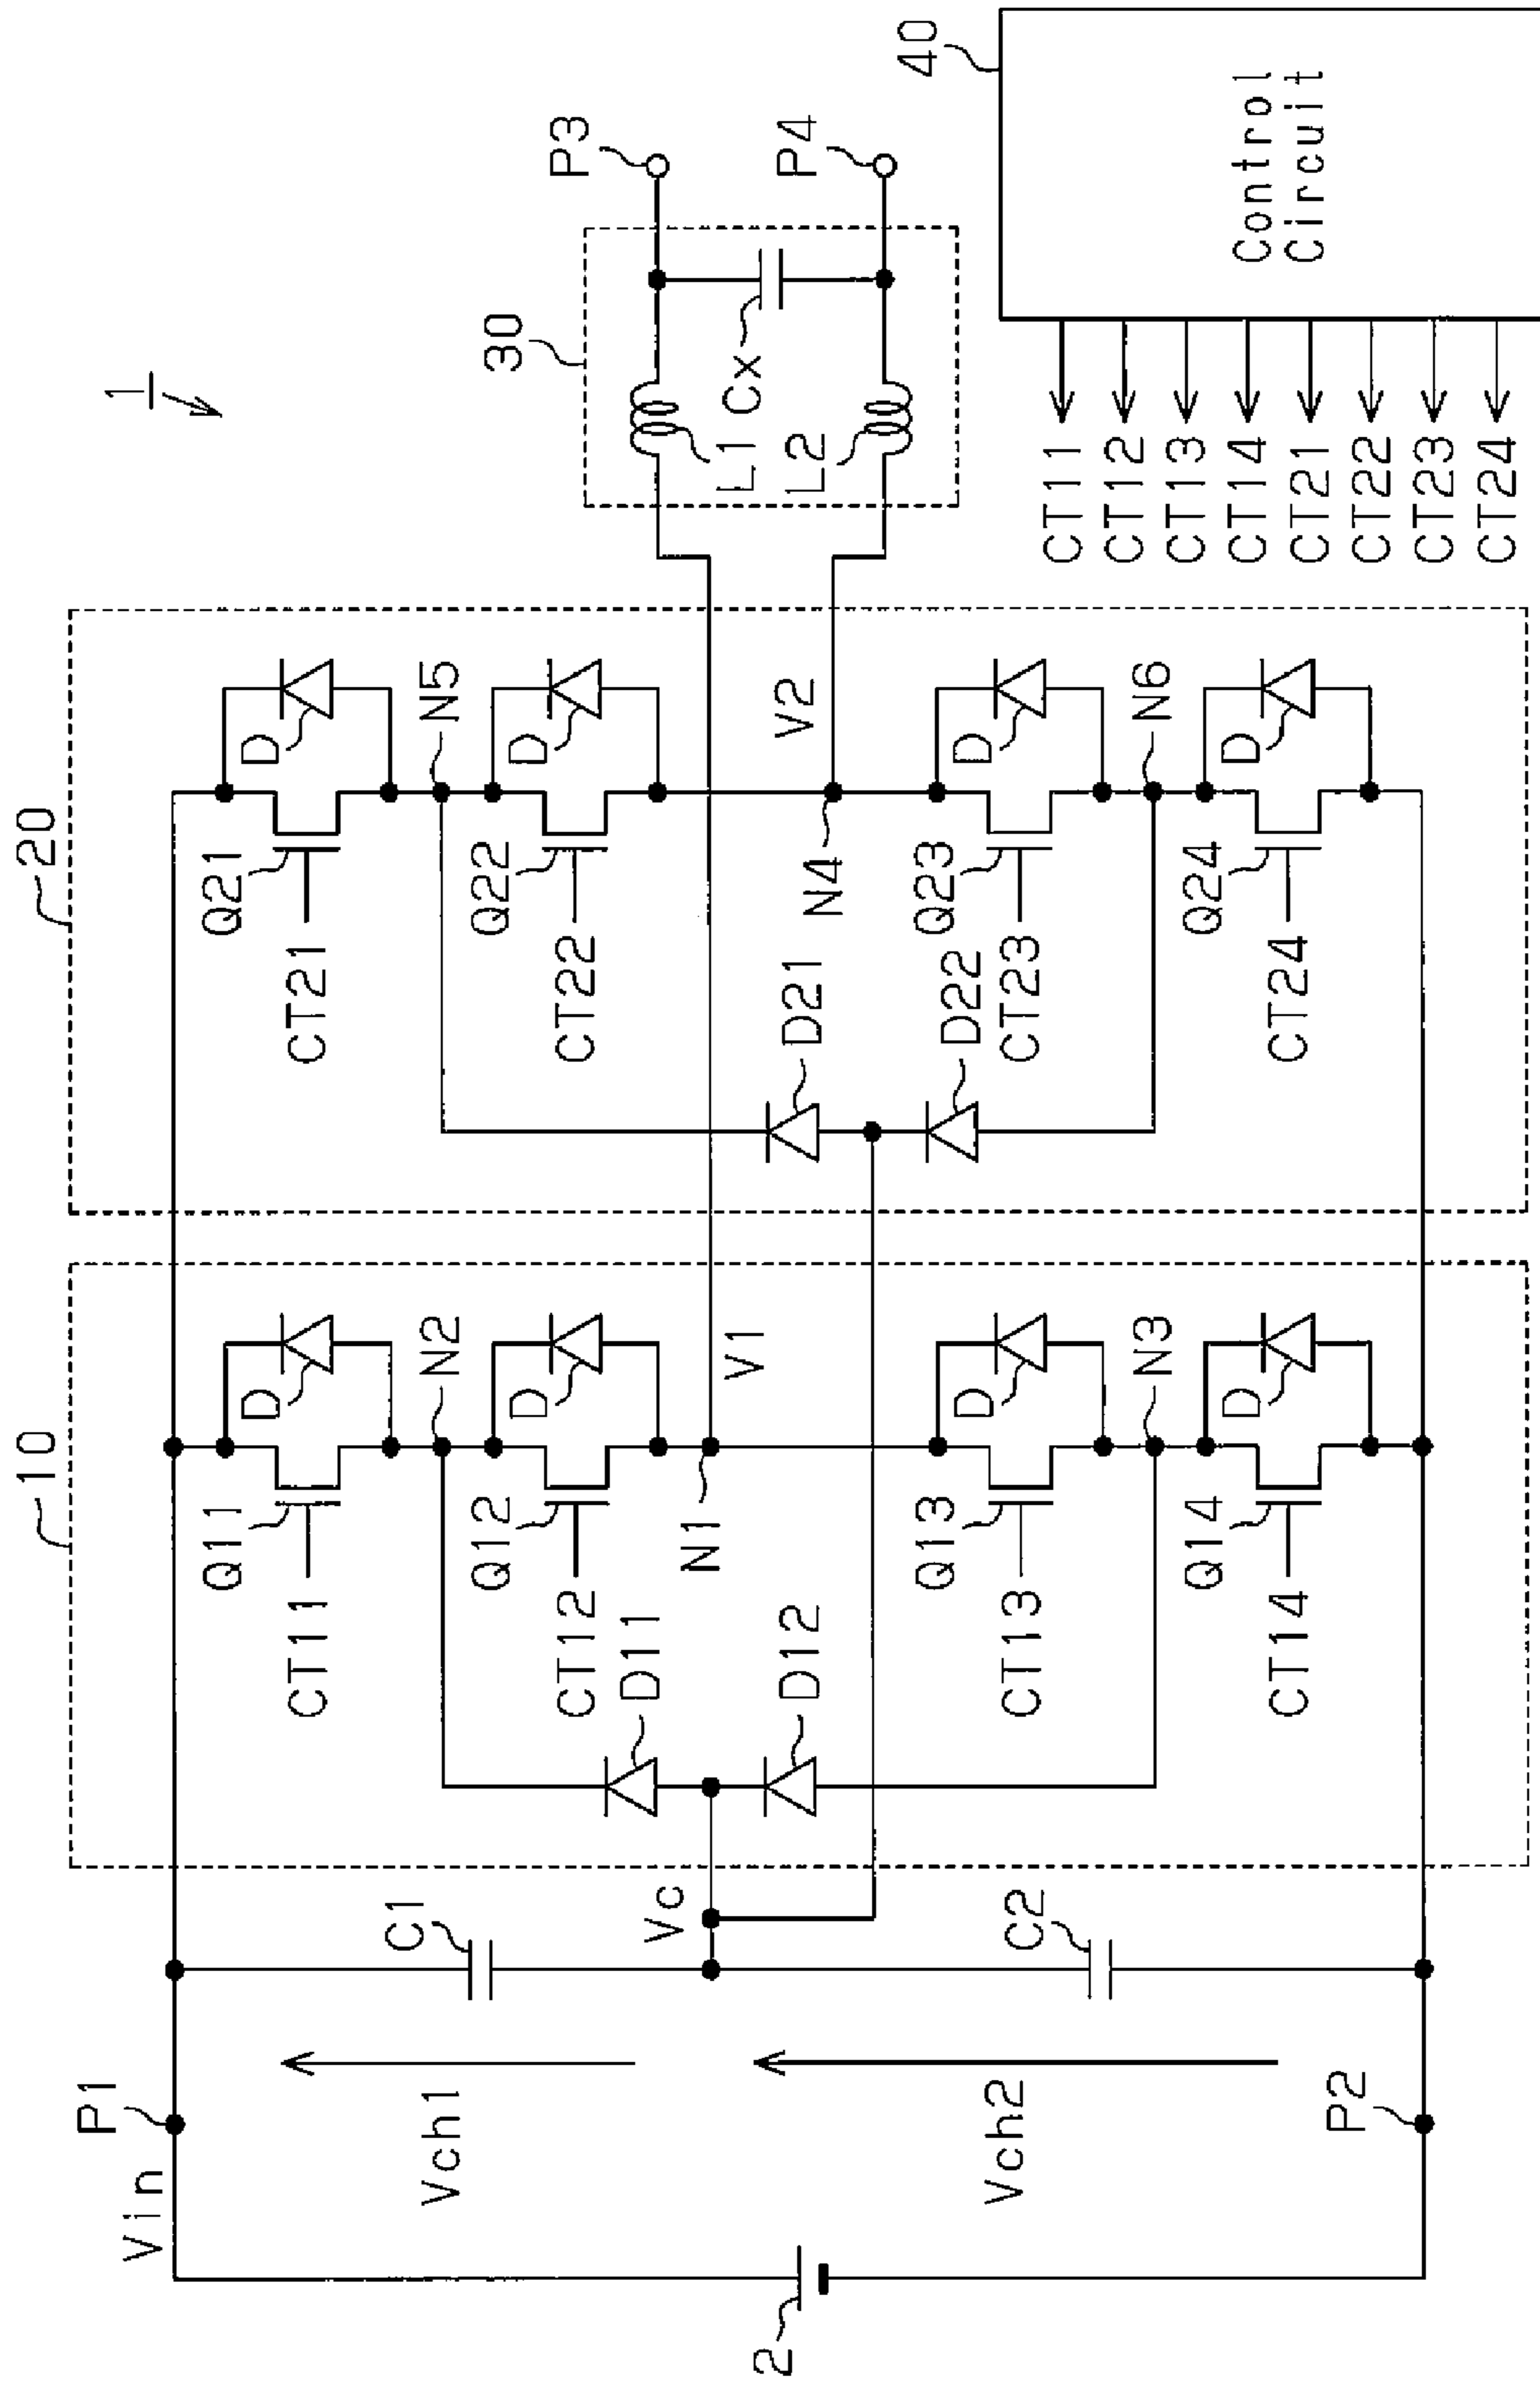 1
10
20
30
40
Vin
P1
2
Vch1
Vch2
P2
C1
Vc
C2
Q11
CT11
D
N2
Q12
CT12
D
D11
D12
N1
V1
Q13
CT13
D
N3
Q14
CT14
D
Q21
CT21
D
N5
Q22
CT22
D
D21
D22
N4
V2
Q23
CT23
D
N6
Q24
CT24
D
L1
Cx
L2
P3
P4
CT11
CT12
CT13
CT14
CT21
CT22
CT23
CT24
Control
Circuit